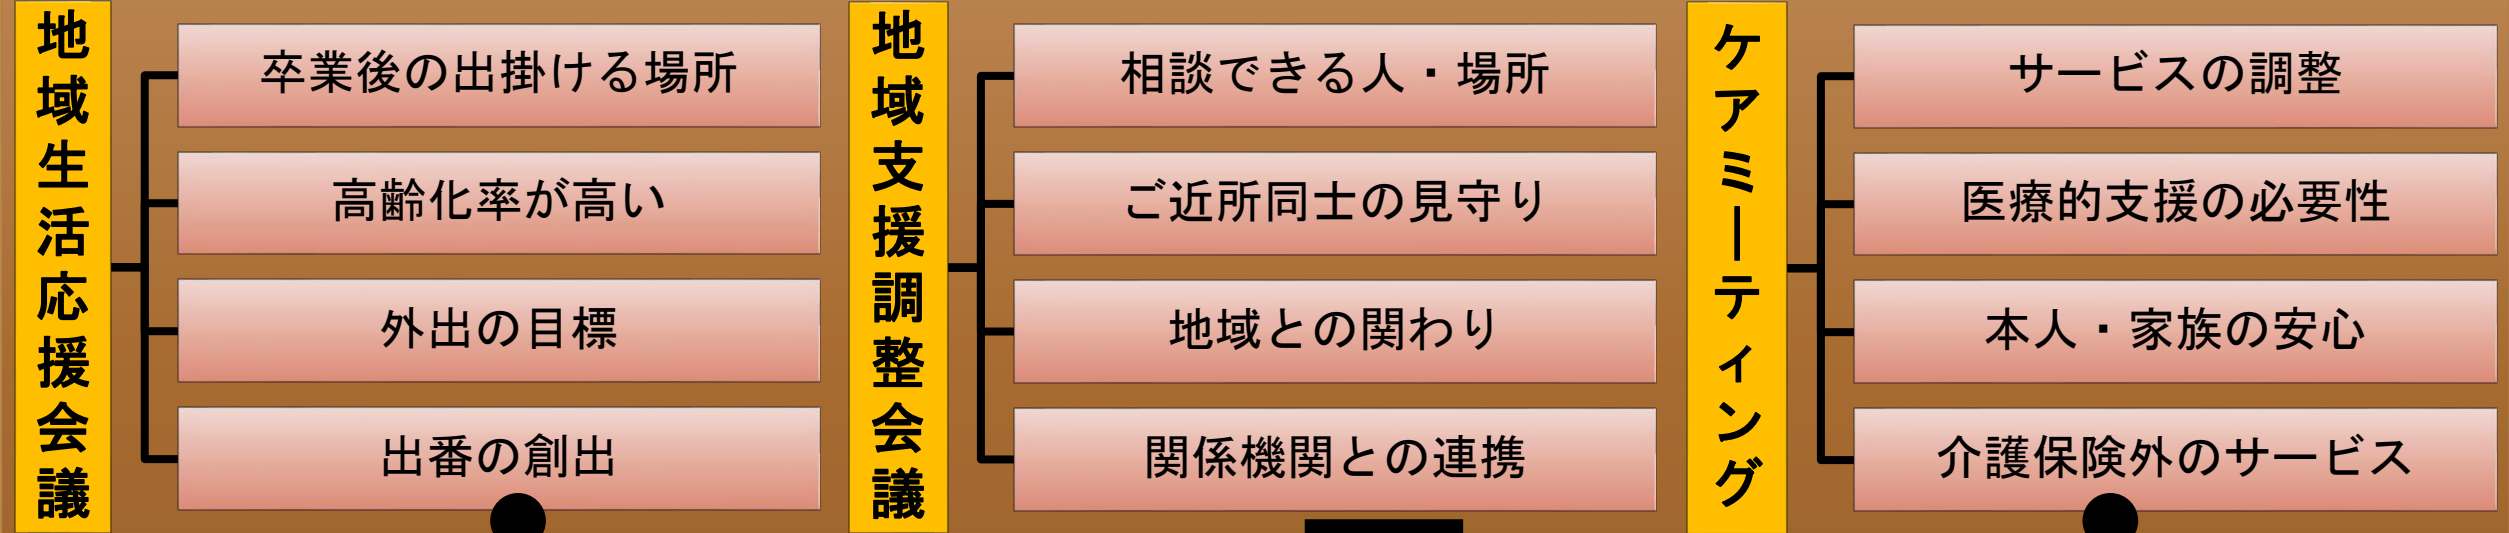 地域生活応援会議
卒業後の出掛ける場所
高齢化率が高い
外出の目標
出番の創出
地域支援調整会議
相談できる人・場所
ご近所同士の見守り
地域との関わり
関係機関との連携
ケアミーティング
サービスの調整
医療的支援の必要性
本人・家族の安心
介護保険外のサービス